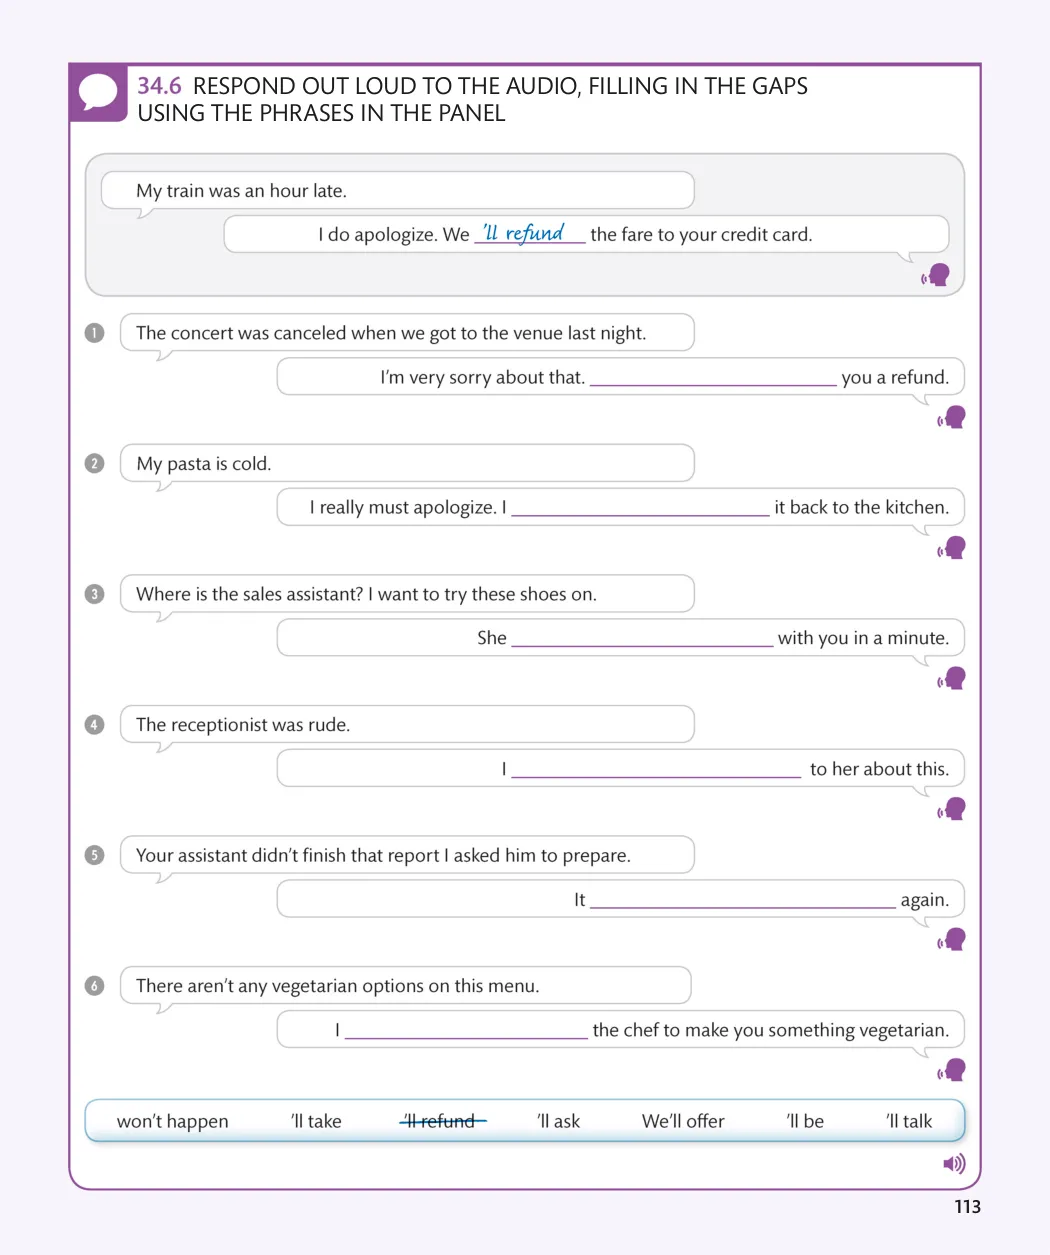 34.6 RESPOND OUT LOUD TO THE AUDIO, FILLING IN THE GAPS
USING THE PHRASES IN THE PANEL
My train was an hour late.
I do apologize. We 'll refund the fare to your credit card.
1 The concert was canceled when we got to the venue last night.
I'm very sorry about that. ____ you a refund.
2 My pasta is cold.
I really must apologize. I ____ it back to the kitchen.
3 Where is the sales assistant? I want to try these shoes on.
She ____ with you in a minute.
4 The receptionist was rude.
I ____ to her about this.
5 Your assistant didn't finish that report I asked him to prepare.
It ____ again.
6 There aren't any vegetarian options on this menu.
I ____ the chef to make you something vegetarian.
won't happen 'll take 'll refund 'll ask We'll offer 'll be 'll talk
113